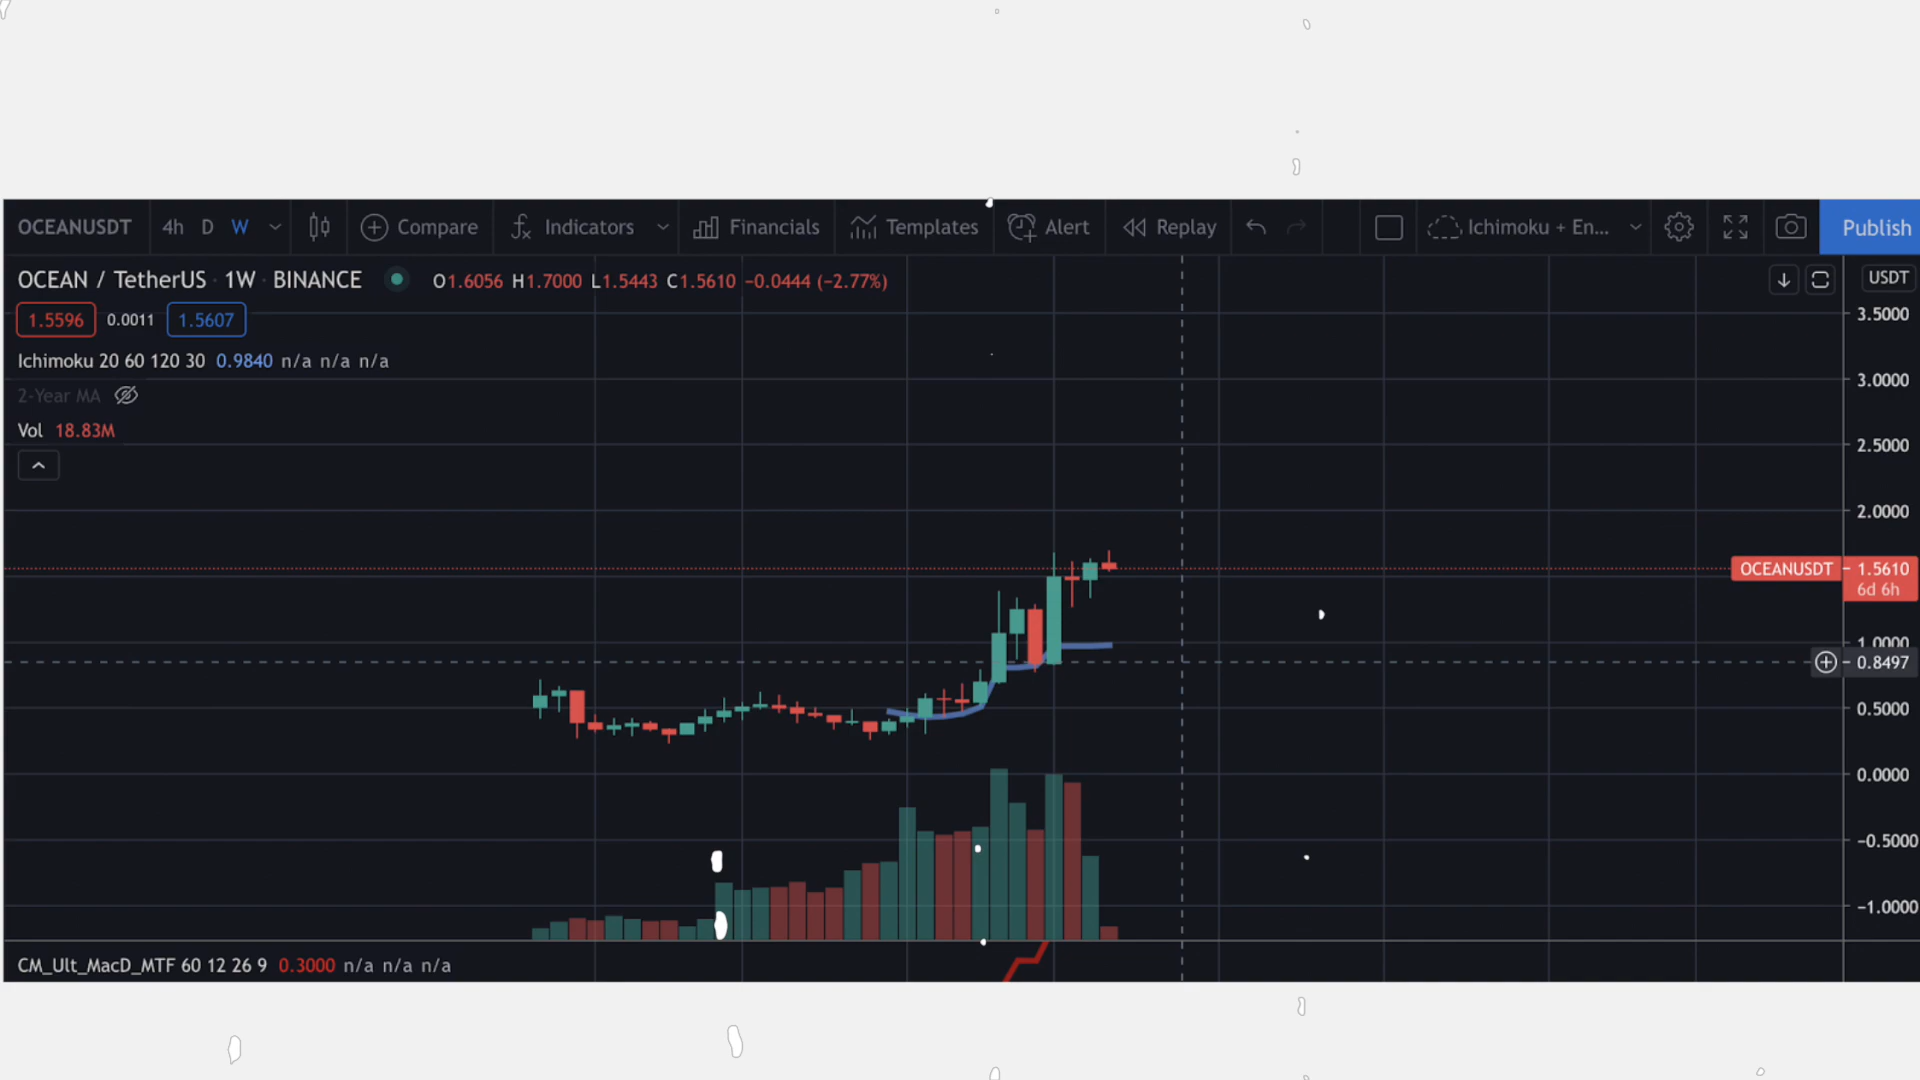 OCEANUSDT 4h D W Compare Indicators Financials Templates Alert Replay Ichimoku + En... Publish
OCEAN / TetherUS · 1W · BINANCE O1.6056 H1.7000 L1.5443 C1.5610 −0.0444 (−2.77%) USDT
1.5596 0.0011 1.5607
Ichimoku 20 60 120 30 0.9840 n/a n/a n/a
2-Year MA
Vol 18.83M
3.5000
3.0000
2.5000
2.0000
OCEANUSDT 1.5610
6d 6h
1.0000
0.8497
0.5000
0.0000
−0.5000
−1.0000
CM_Ult_MacD_MTF 60 12 26 9 0.3000 n/a n/a n/a